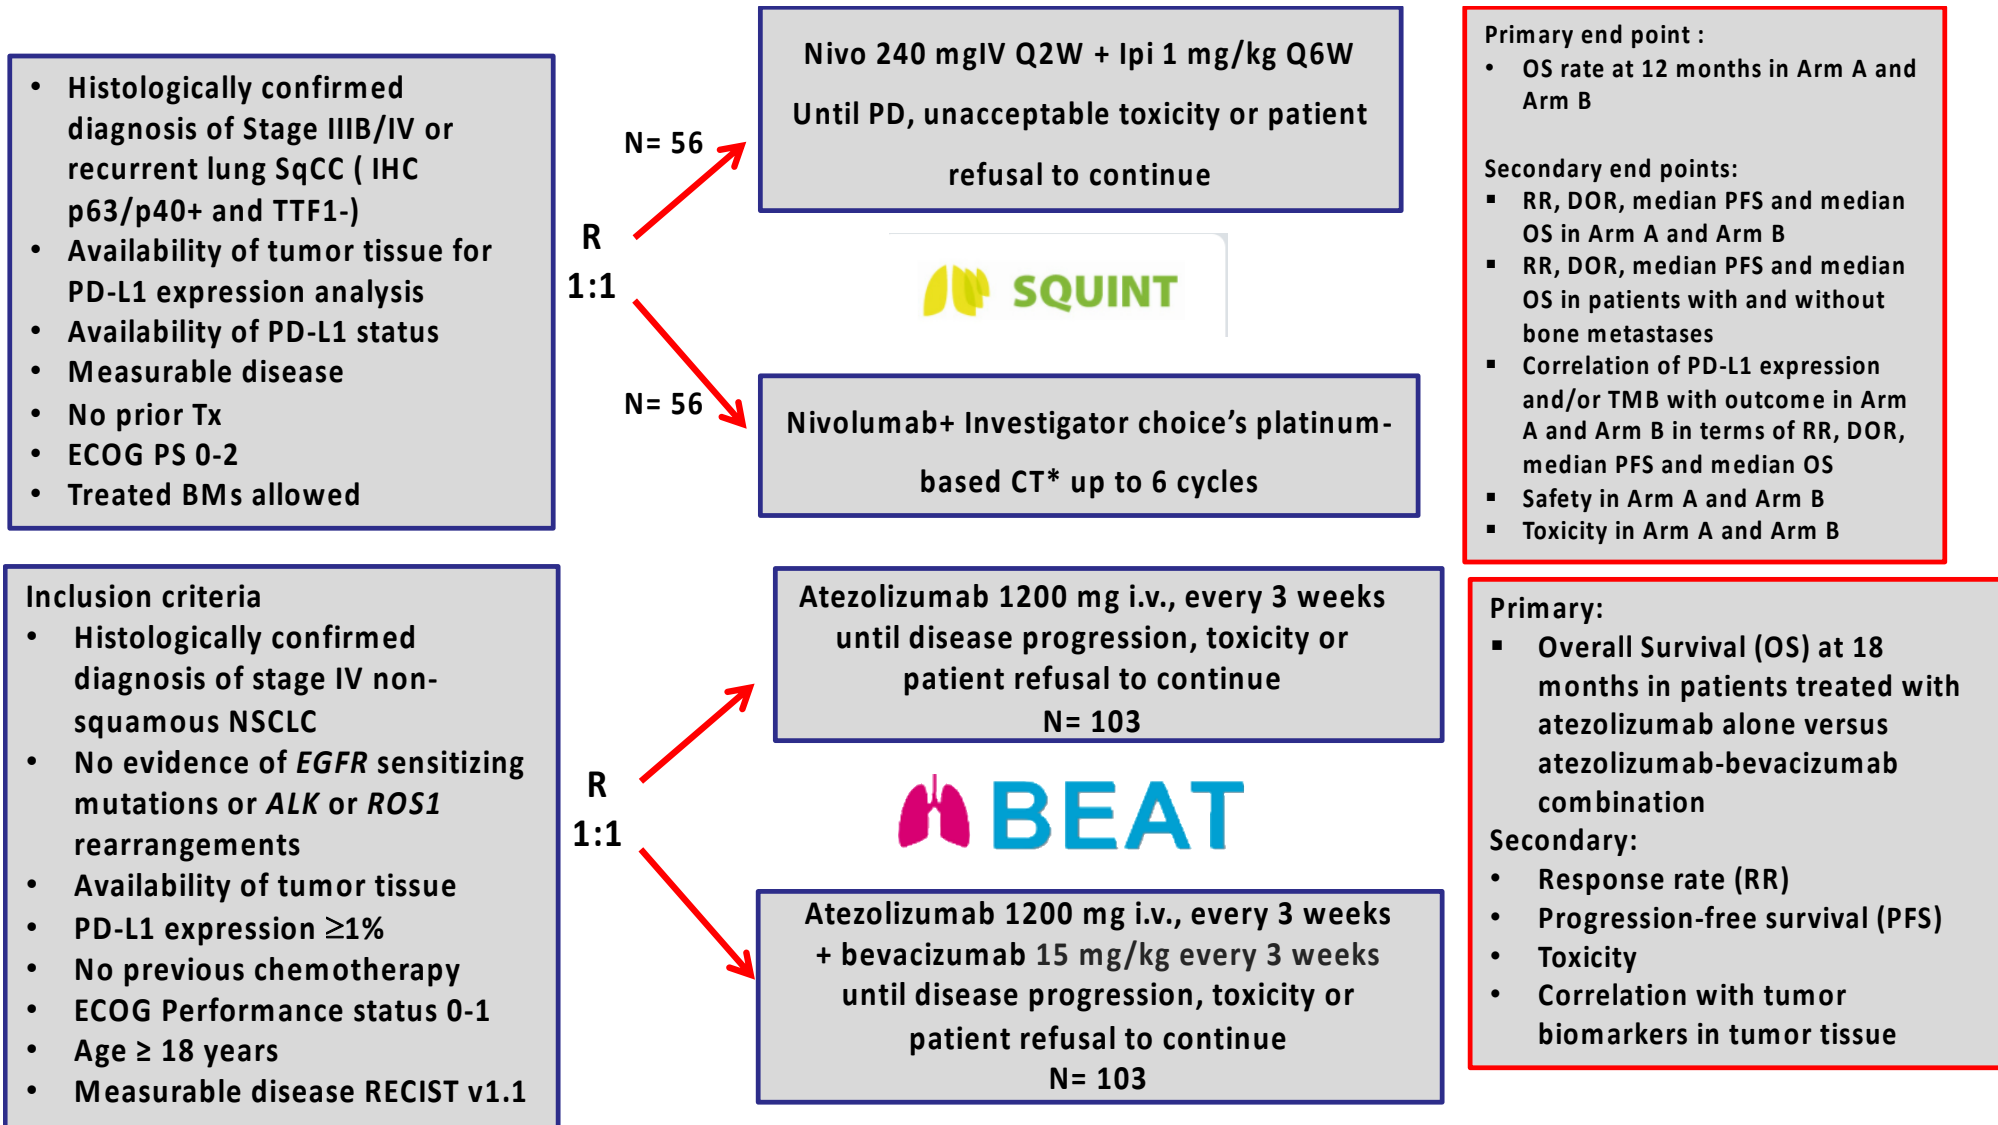 • Histologically confirmed
diagnosis of Stage IIIB/IV or
recurrent lung SqCC ( IHC
p63/p40+ and TTF1-)
• Availability of tumor tissue for
PD-L1 expression analysis
• Availability of PD-L1 status
• Measurable disease
• No prior Tx
• ECOG PS 0-2
• Treated BMs allowed
R
1:1
N= 56
N= 56
Nivo 240 mgIV Q2W + Ipi 1 mg/kg Q6W
Until PD, unacceptable toxicity or patient
refusal to continue
SQUINT
Nivolumab+ Investigator choice’s platinum-
based CT* up to 6 cycles
Primary end point :
• OS rate at 12 months in Arm A and
Arm B
Secondary end points:
▪ RR, DOR, median PFS and median
OS in Arm A and Arm B
▪ RR, DOR, median PFS and median
OS in patients with and without
bone metastases
▪ Correlation of PD-L1 expression
and/or TMB with outcome in Arm
A and Arm B in terms of RR, DOR,
median PFS and median OS
▪ Safety in Arm A and Arm B
▪ Toxicity in Arm A and Arm B
Inclusion criteria
• Histologically confirmed
diagnosis of stage IV non-
squamous NSCLC
• No evidence of EGFR sensitizing
mutations or ALK or ROS1
rearrangements
• Availability of tumor tissue
• PD-L1 expression ≥1%
• No previous chemotherapy
• ECOG Performance status 0-1
• Age ≥ 18 years
• Measurable disease RECIST v1.1
R
1:1
Atezolizumab 1200 mg i.v., every 3 weeks
until disease progression, toxicity or
patient refusal to continue
N= 103
BEAT
Atezolizumab 1200 mg i.v., every 3 weeks
+ bevacizumab 15 mg/kg every 3 weeks
until disease progression, toxicity or
patient refusal to continue
N= 103
Primary:
▪ Overall Survival (OS) at 18
months in patients treated with
atezolizumab alone versus
atezolizumab-bevacizumab
combination
Secondary:
• Response rate (RR)
• Progression-free survival (PFS)
• Toxicity
• Correlation with tumor
biomarkers in tumor tissue